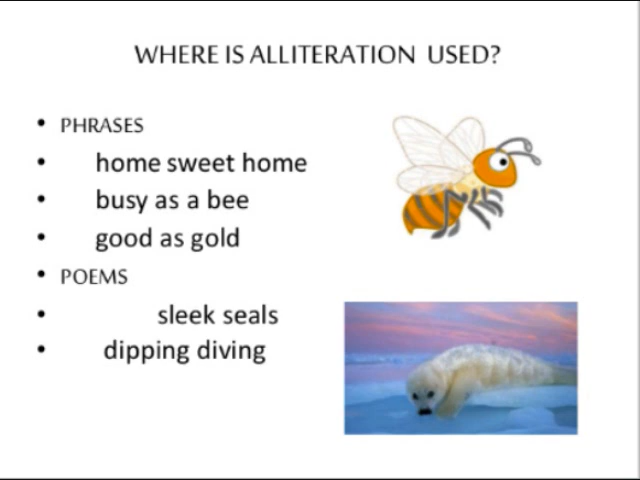 WHERE IS ALLITERATION USED?
• PHRASES
• home sweet home
• busy as a bee
• good as gold
• POEMS
• sleek seals
• dipping diving